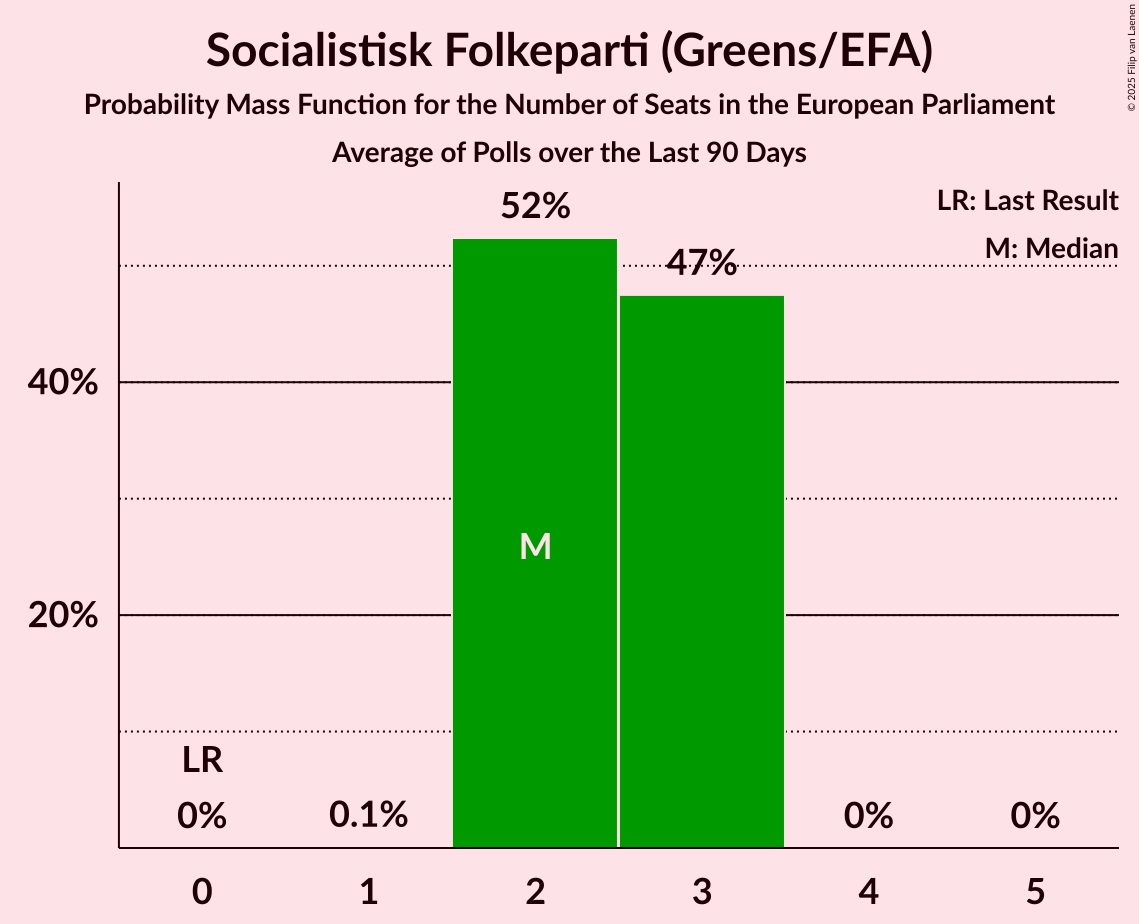 Socialistisk Folkeparti (Greens/EFA)
Probability Mass Function for the Number of Seats in the European Parliament
Average of Polls over the Last 90 Days
© 2025 Filip van Laenen
LR: Last Result
M: Median
52%
47%
40%
20%
M
LR
0%
0.1%
0%
0%
0 1 2 3 4 5